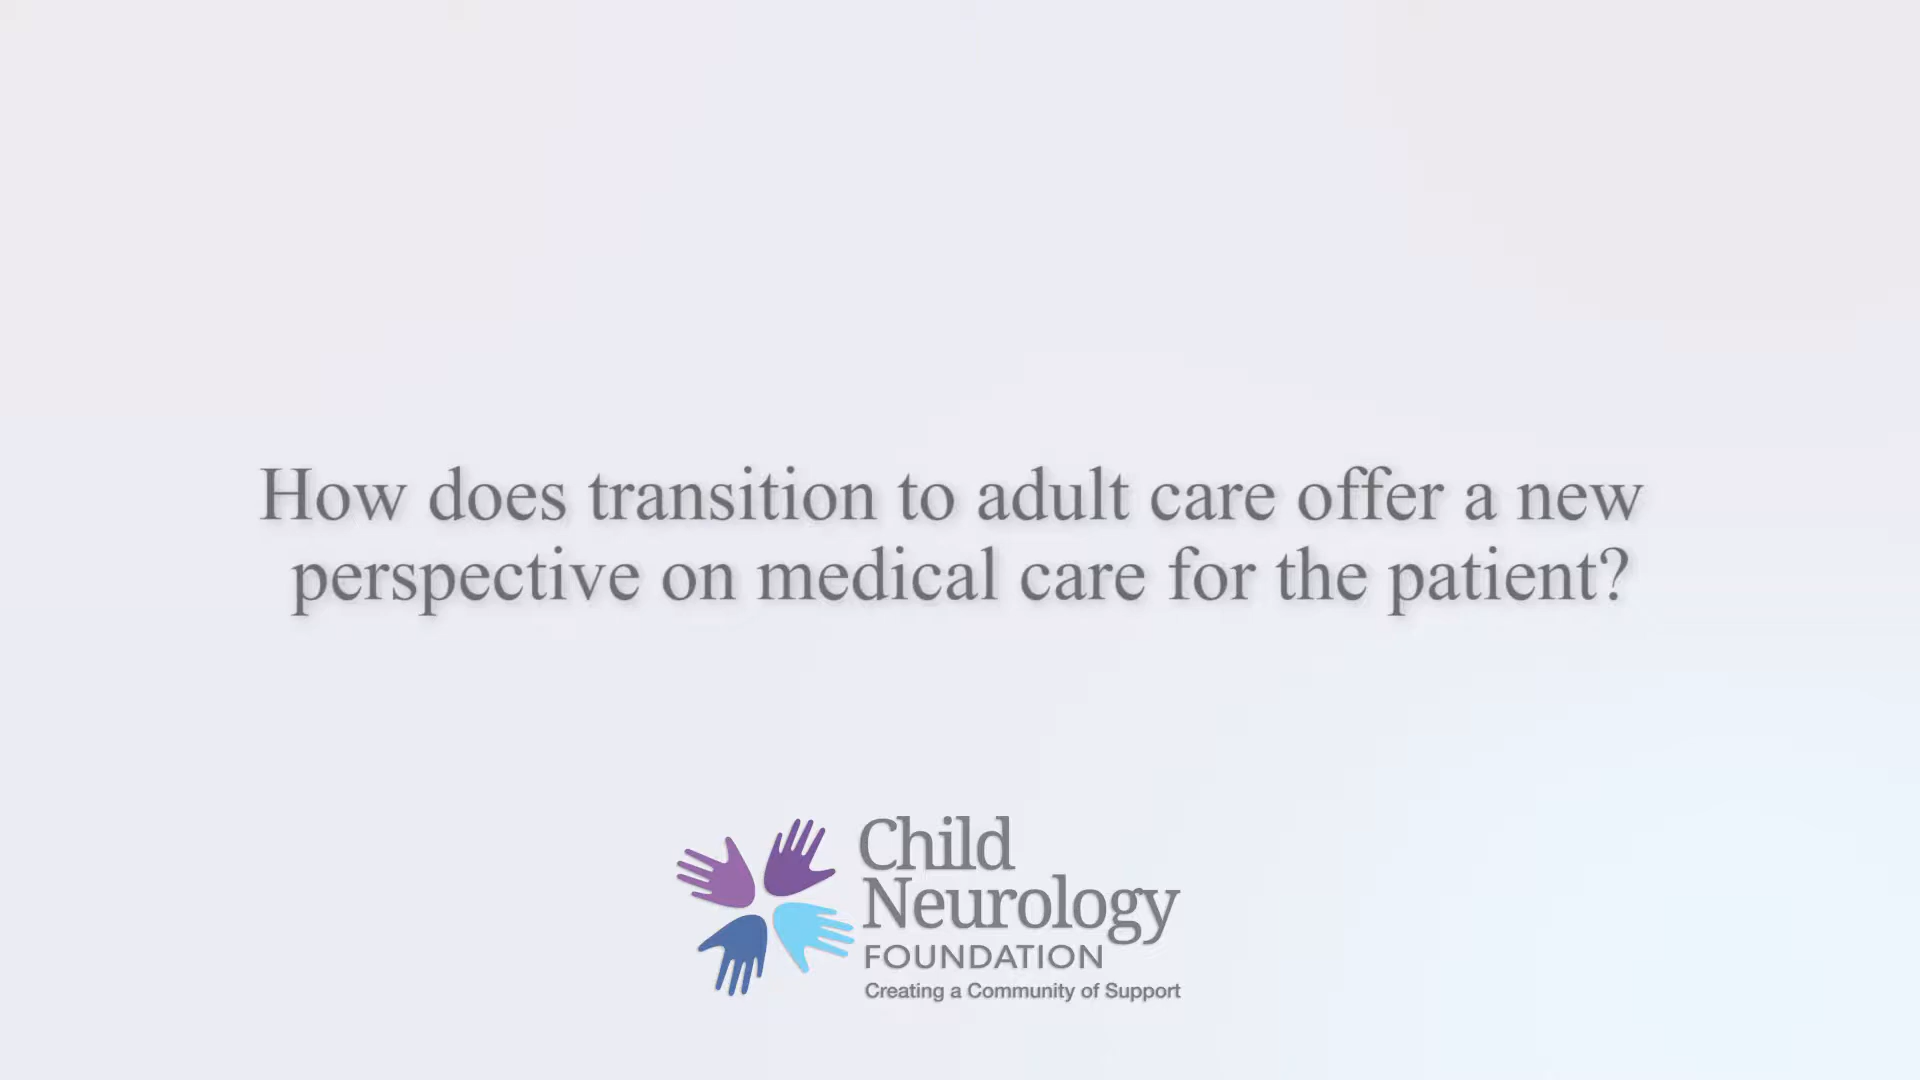 How does transition to adult care offer a new
perspective on medical care for the patient?
Child
Neurology
FOUNDATION
Creating a Community of Support